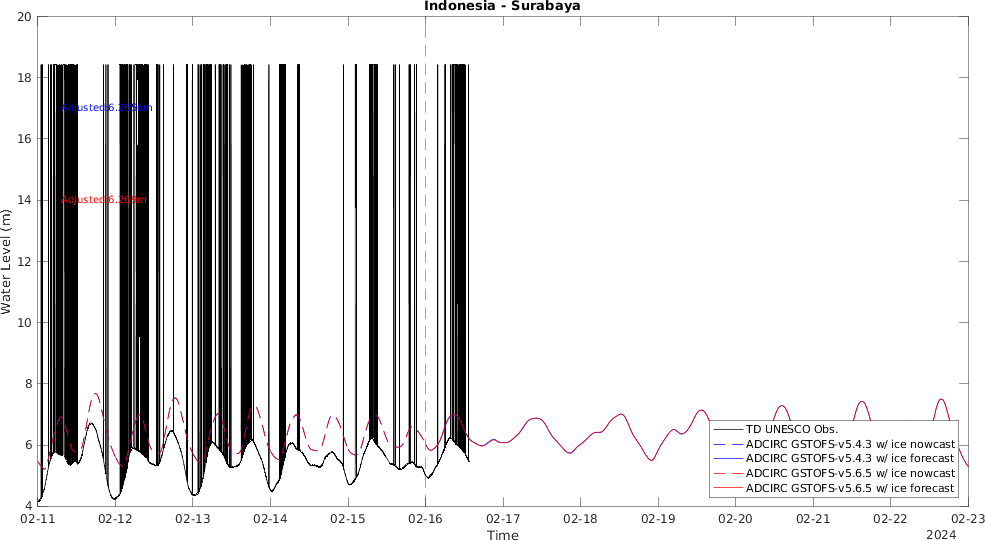 Indonesia - Surabaya
20
18
16
14
12
10
8
6
4
Water Level (m)
TD UNESCO Obs.
ADCIRC GSTOFS-v5.4.3 w/ ice nowcast
ADCIRC GSTOFS-v5.4.3 w/ ice forecast
ADCIRC GSTOFS-v5.6.5 w/ ice nowcast
ADCIRC GSTOFS-v5.6.5 w/ ice forecast
02-11 02-12 02-13 02-14 02-15 02-16 02-17 02-18 02-19 02-20 02-21 02-22 02-23
Time
2024